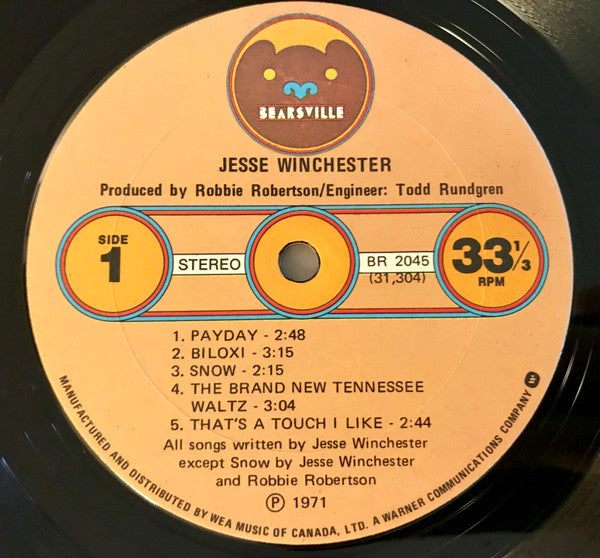 BEARSVILLE
JESSE WINCHESTER
Produced by Robbie Robertson/Engineer: Todd Rundgren
SIDE
1
STEREO
BR 2045
(31,304)
33 1/3
RPM
1. PAYDAY - 2:48
2. BILOXI - 3:15
3. SNOW - 2:15
4. THE BRAND NEW TENNESSEE
WALTZ - 3:04
5. THAT'S A TOUCH I LIKE - 2:44
All songs written by Jesse Winchester
except Snow by Jesse Winchester
and Robbie Robertson
Ⓟ 1971
MANUFACTURED AND DISTRIBUTED BY WEA MUSIC OF CANADA, LTD. A WARNER COMMUNICATIONS COMPANY